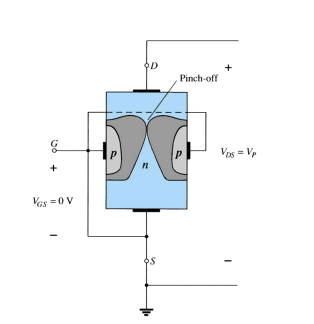 D
+
Pinch-off
G
p
p
n
+
V_DS = V_P
V_GS = 0 V
–
S
–